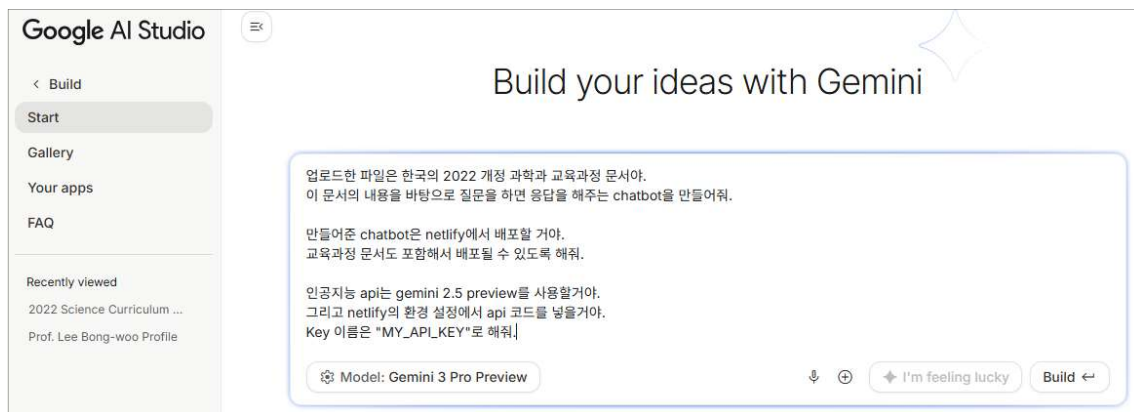 Google AI Studio
Build
Start
Gallery
Your apps
FAQ
Recently viewed
2022 Science Curriculum ...
Prof. Lee Bong-woo Profile
Build your ideas with Gemini
업로드한 파일은 한국의 2022 개정 과학과 교육과정 문서야.
이 문서의 내용을 바탕으로 질문을 하면 응답을 해주는 chatbot을 만들어줘.
만들어준 chatbot은 netlify에서 배포할 거야.
교육과정 문서도 포함해서 배포될 수 있도록 해줘.
인공지능 api는 gemini 2.5 preview를 사용할거야.
그리고 netlify의 환경 설정에서 api 코드를 넣을거야.
Key 이름은 "MY_API_KEY"로 해줘.
Model: Gemini 3 Pro Preview
I'm feeling lucky
Build